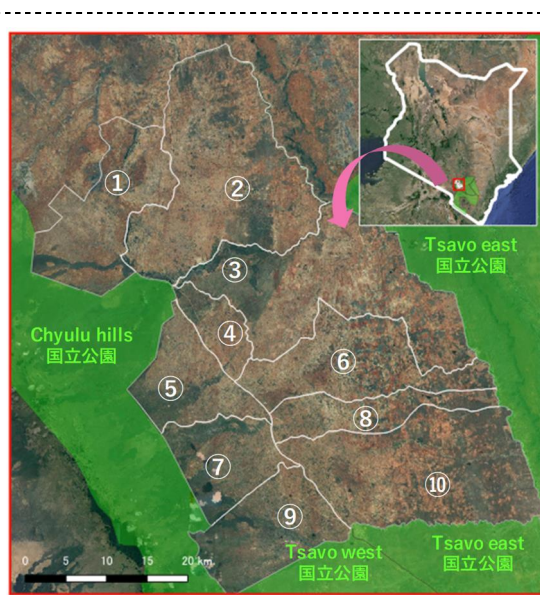 ①
②
Tsavo east
国立公園
③
Chyulu hills
国立公園
④
⑥
⑤
⑧
⑦
⑩
⑨
Tsavo west
国立公園
Tsavo east
国立公園
0 5 10 15 20 km